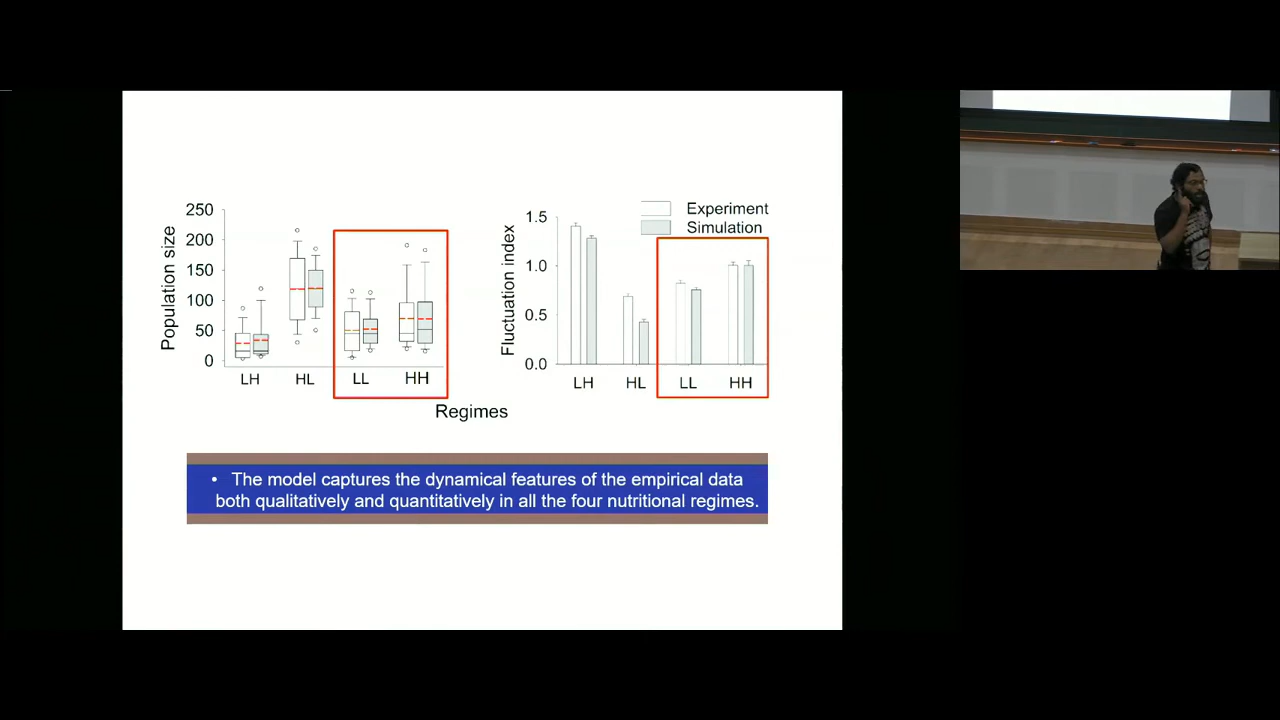 Population size
250
200
150
100
50
0
LH HL LL HH
Fluctuation index
1.5
1.0
0.5
0.0
LH HL LL HH
Experiment
Simulation
Regimes
• The model captures the dynamical features of the empirical data
both qualitatively and quantitatively in all the four nutritional regimes.